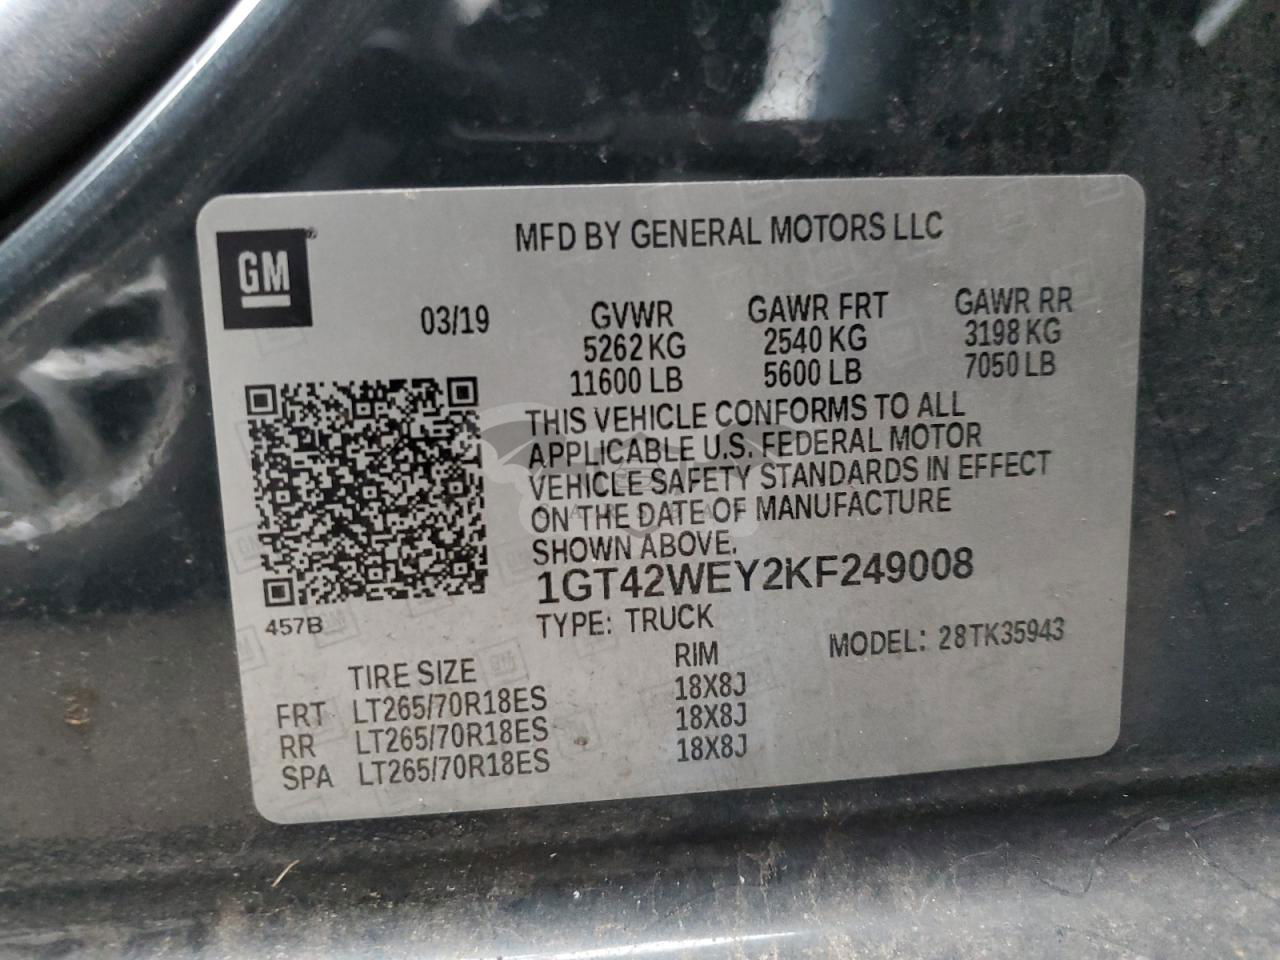 GM
®
MFD BY GENERAL MOTORS LLC
03/19 GVWR GAWR FRT GAWR RR
5262 KG 2540 KG 3198 KG
11600 LB 5600 LB 7050 LB
THIS VEHICLE CONFORMS TO ALL
APPLICABLE U.S. FEDERAL MOTOR
VEHICLE SAFETY STANDARDS IN EFFECT
ON THE DATE OF MANUFACTURE
SHOWN ABOVE.
1GT42WEY2KF249008
457B
TYPE: TRUCK MODEL: 28TK35943
TIRE SIZE RIM
FRT LT265/70R18ES 18X8J
RR LT265/70R18ES 18X8J
SPA LT265/70R18ES 18X8J